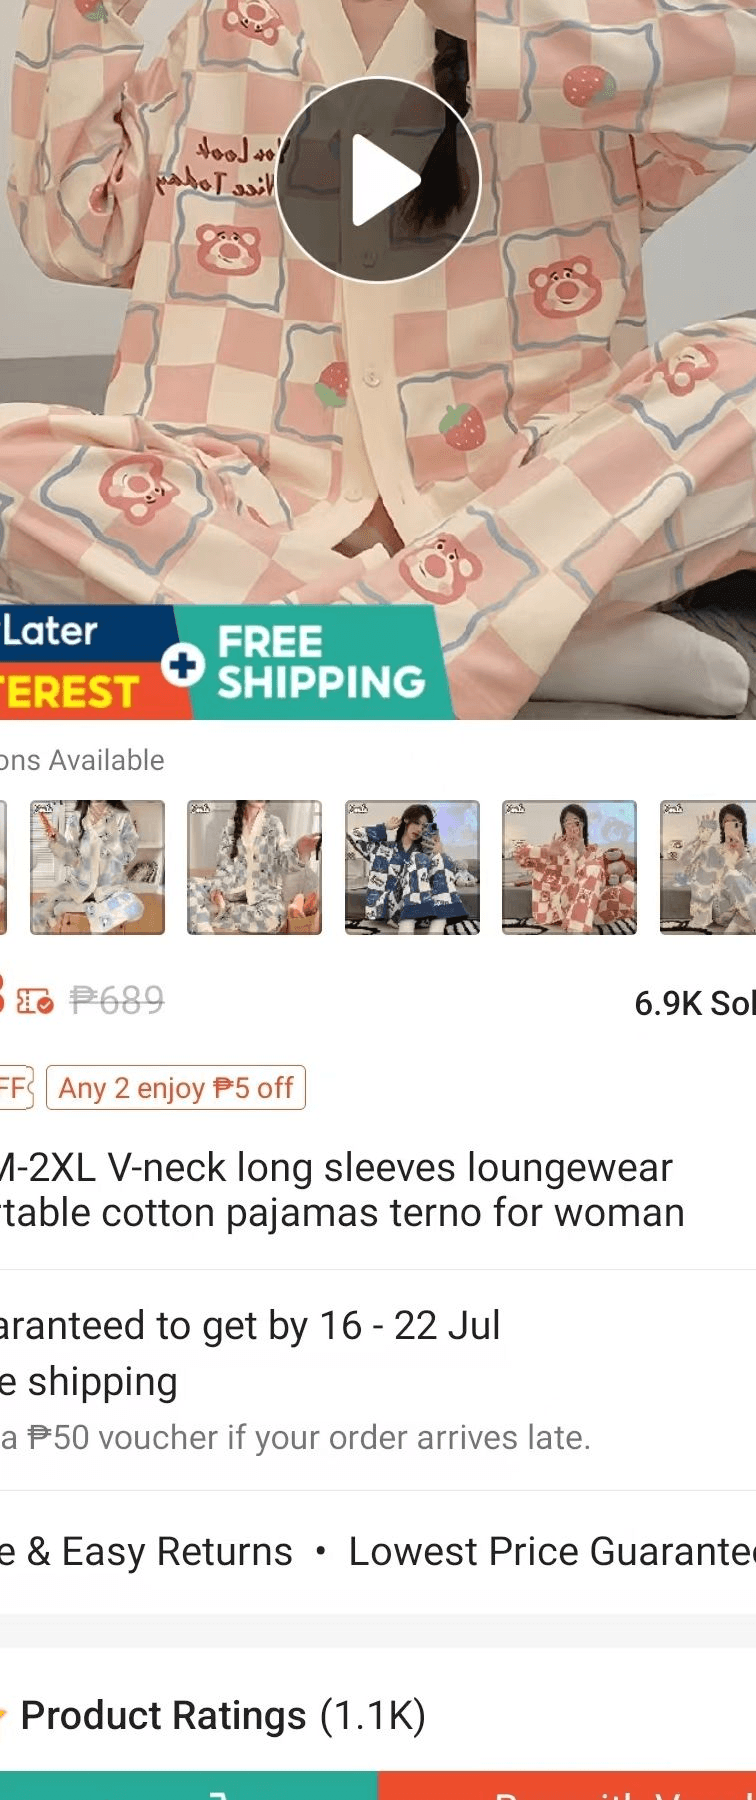 Later
TEREST
FREE
SHIPPING
ons Available
₱689
6.9K Sol
FF
Any 2 enjoy ₱5 off
M-2XL V-neck long sleeves loungewear
rtable cotton pajamas terno for woman
aranteed to get by 16 - 22 Jul
e shipping
a ₱50 voucher if your order arrives late.
e & Easy Returns • Lowest Price Guarantee
Product Ratings (1.1K)